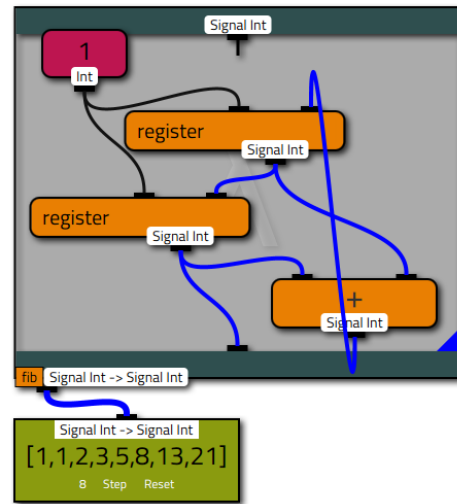 Signal Int
1
Int
register
Signal Int
register
Signal Int
+
Signal Int
fib Signal Int -> Signal Int
Signal Int -> Signal Int
[1,1,2,3,5,8,13,21]
8 Step Reset